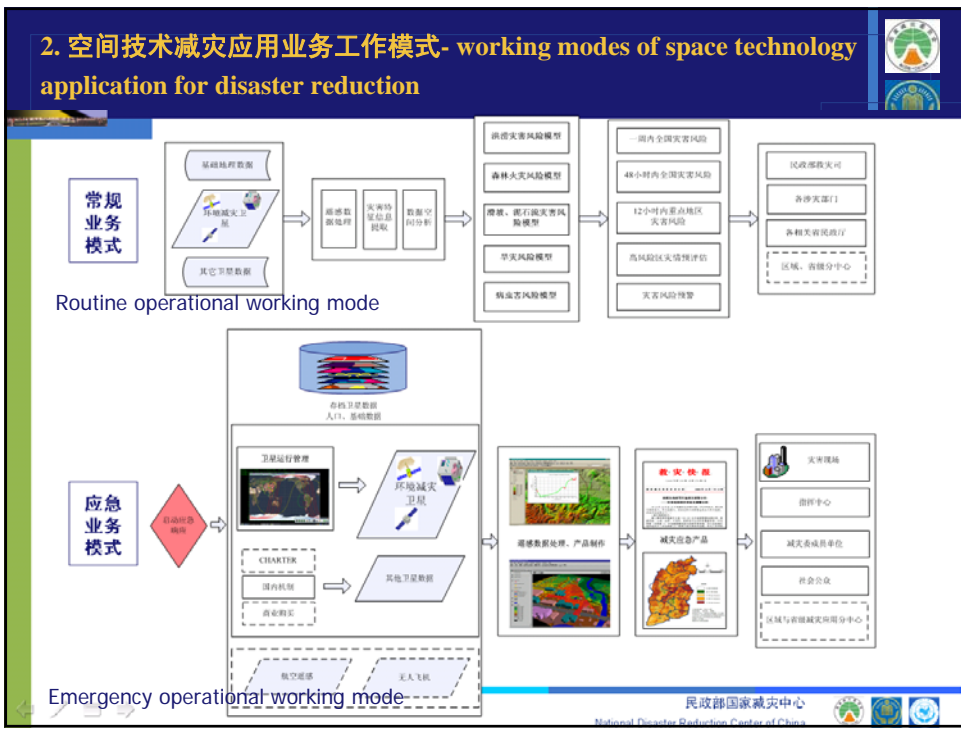 2. 空间技术减灾应用业务工作模式- working modes of space technology
application for disaster reduction
常规
业务
模式
基础地理数据
环境减灾卫
星
其它卫星数据
遥感数
据处理
灾害特
征信息
提取
数据空
间分析
洪涝灾害风险模型
森林火灾风险模型
滑坡、泥石流灾害风
险模型
旱灾风险模型
病虫害风险模型
一周内全国灾害风险
48小时内全国灾害风险
12小时内重点地区
灾害风险
高风险区灾情预评估
灾害风险预警
民政部救灾司
各涉灾部门
各相关省民政厅
区域、省级分中心
Routine operational working mode
应急
业务
模式
启动应急
响应
存档卫星数据
人口、基础数据
卫星运行管理
环境减灾
卫星
CHARTER
国内机制
商业购买
其他卫星数据
航空遥感
无人飞机
遥感数据处理、产品制作
救·灾·快·报
减灾应急产品
灾害现场
指挥中心
减灾委成员单位
社会公众
区域与省级减灾应用分中心
Emergency operational working mode
民政部国家减灾中心
National Disaster Reduction Center of China